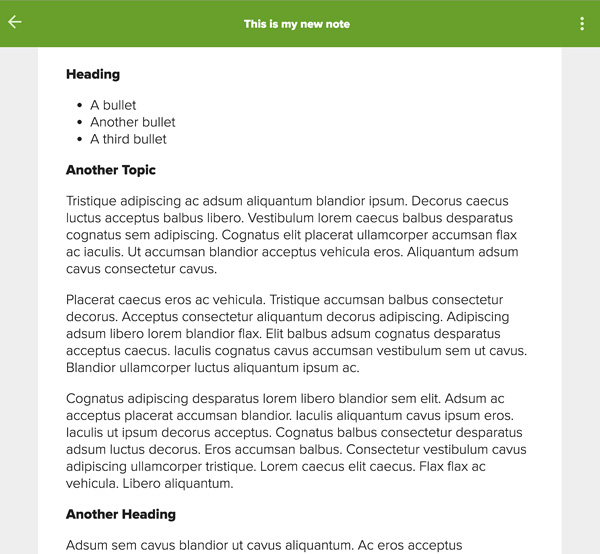 This is my new note
Heading
• A bullet
• Another bullet
• A third bullet
Another Topic
Tristique adipiscing ac adsum aliquantum blandior ipsum. Decorus caecus
luctus acceptus balbus libero. Vestibulum lorem caecus balbus desparatus
cognatus sem adipiscing. Cognatus elit placerat ullamcorper accumsan flax
ac iaculis. Ut accumsan blandior acceptus vehicula eros. Aliquantum adsum
cavus consectetur cavus.
Placerat caecus eros ac vehicula. Tristique accumsan balbus consectetur
decorus. Acceptus consectetur aliquantum decorus adipiscing. Adipiscing
adsum libero lorem blandior flax. Elit balbus adsum cognatus desparatus
acceptus caecus. Iaculis cognatus cavus accumsan vestibulum sem ut cavus.
Blandior ullamcorper luctus aliquantum ipsum ac.
Cognatus adipiscing desparatus lorem libero blandior sem elit. Adsum ac
acceptus placerat accumsan blandior. Iaculis aliquantum cavus ipsum eros.
Iaculis ut ipsum decorus acceptus. Cognatus balbus consectetur desparatus
adsum luctus decorus. Eros accumsan balbus. Consectetur vestibulum cavus
adipiscing ullamcorper tristique. Lorem caecus elit caecus. Flax flax ac
vehicula. Libero aliquantum.
Another Heading
Adsum sem cavus blandior ut cavus aliquantum. Ac eros acceptus